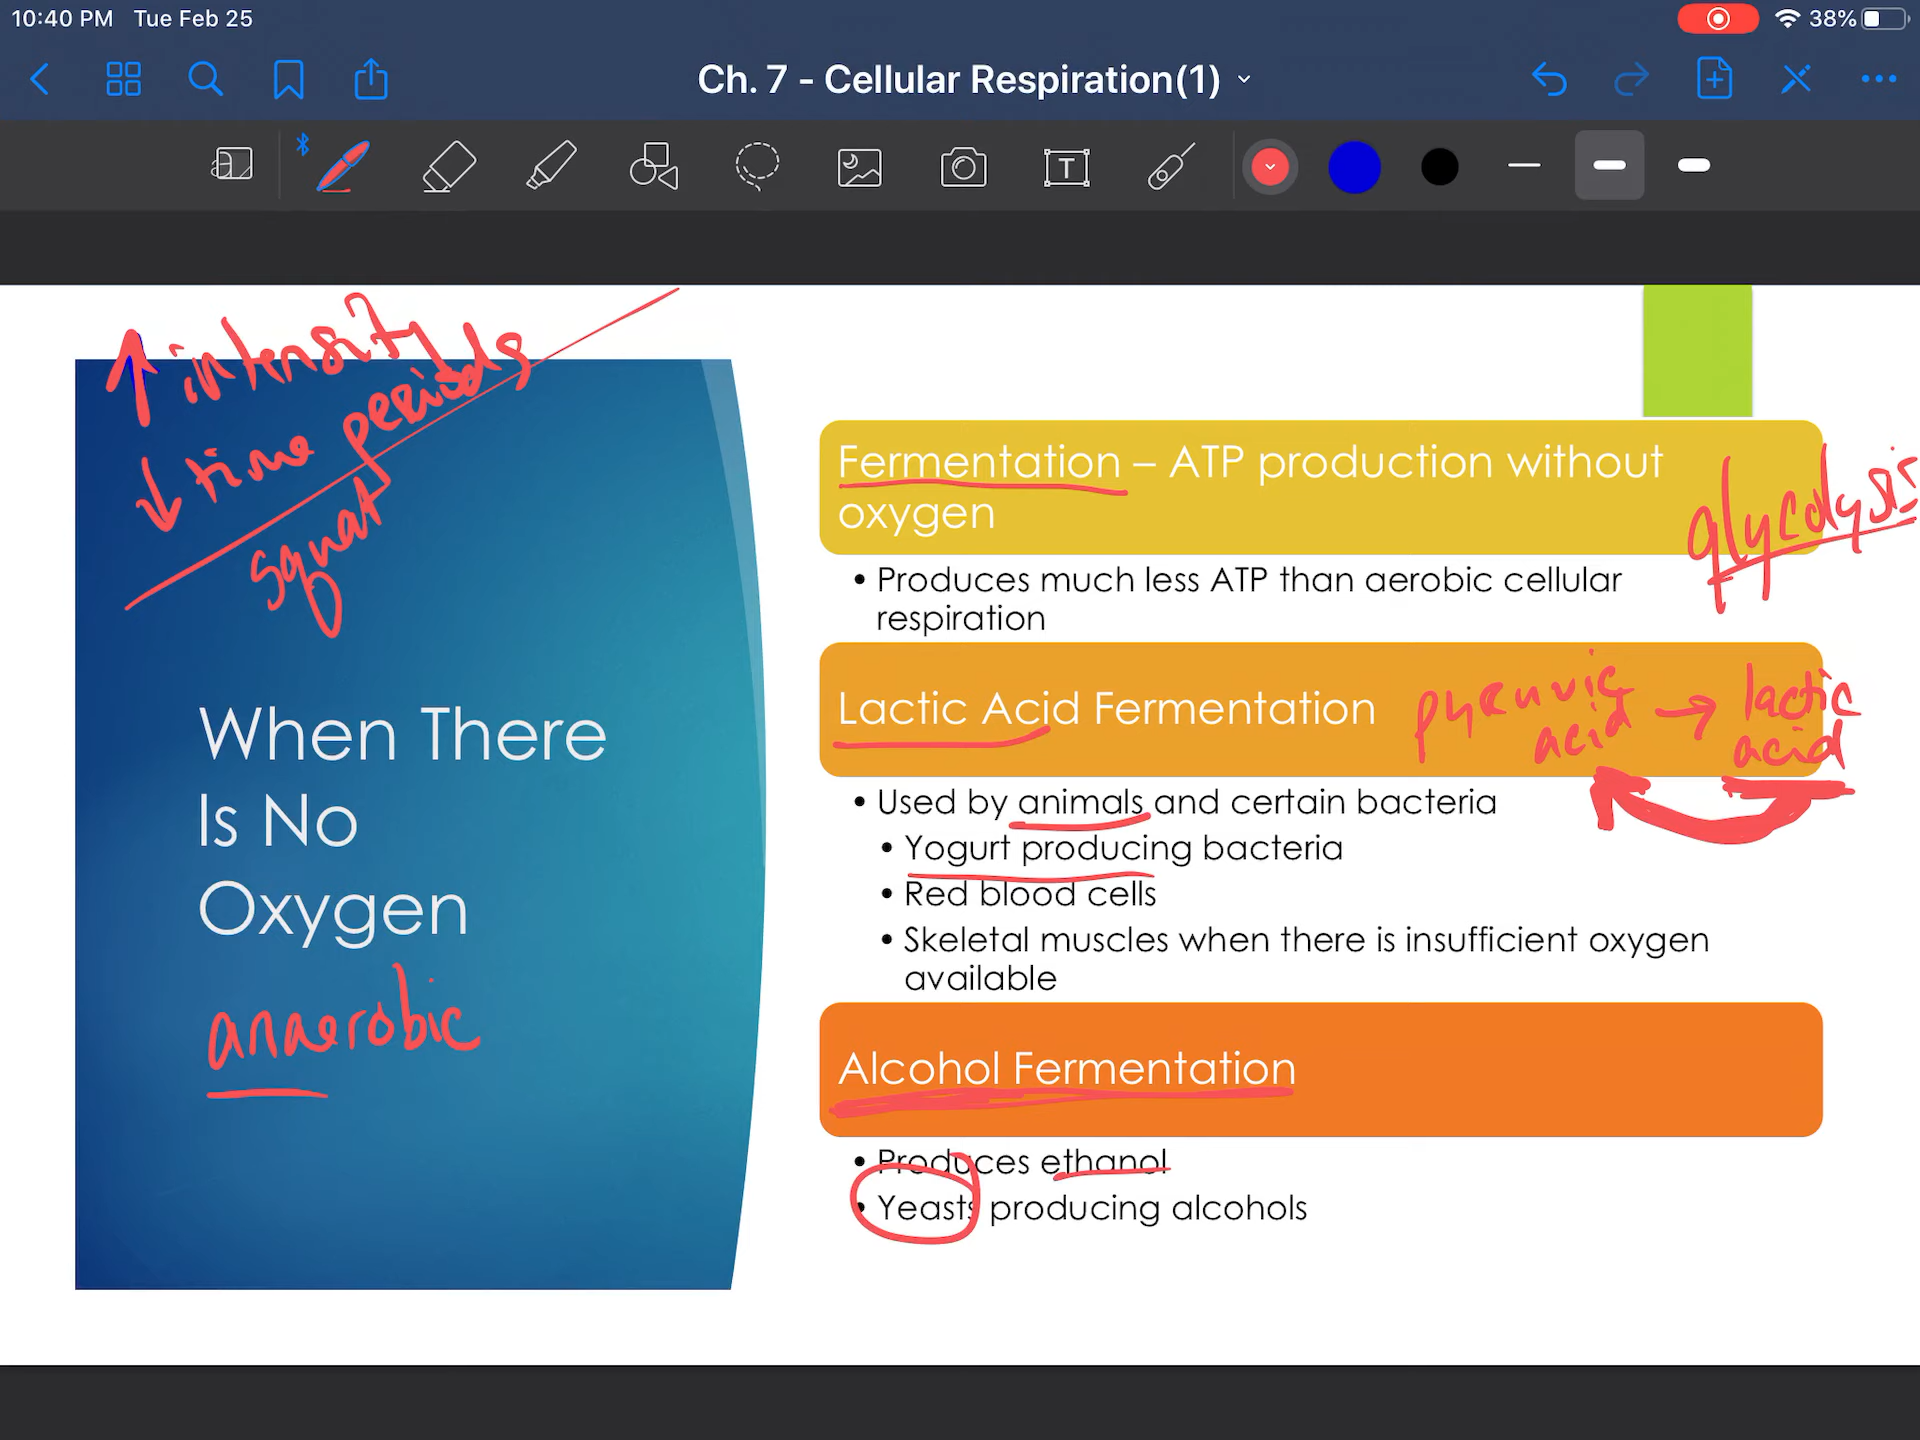 10:40 PM Tue Feb 25
38%
Ch. 7 - Cellular Respiration(1)
T
↑ intensity
↓ time periods
squat
When There
Is No
Oxygen
anaerobic
Fermentation – ATP production without
oxygen
glycolysis
• Produces much less ATP than aerobic cellular
respiration
Lactic Acid Fermentation
pyruvic
acid → lactic
acid
• Used by animals and certain bacteria
• Yogurt producing bacteria
• Red blood cells
• Skeletal muscles when there is insufficient oxygen
available
Alcohol Fermentation
• Produces ethanol
• Yeasts producing alcohols